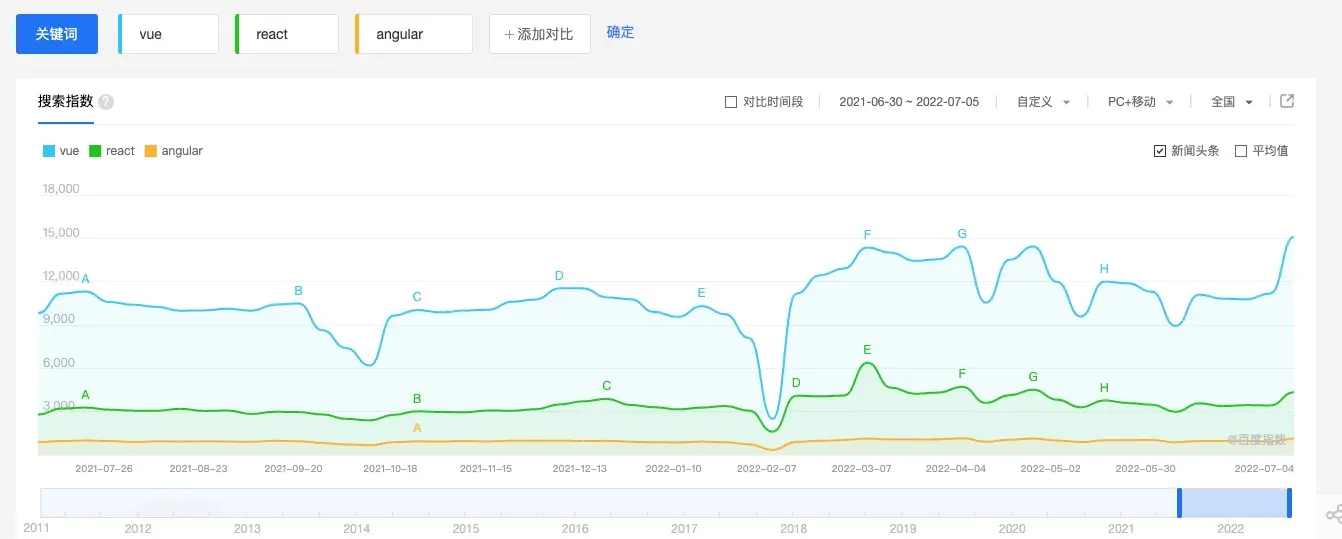 关键词 vue react angular + 添加对比 确定
搜索指数 ? 对比时间段 2021-06-30 ~ 2022-07-05 自定义 PC+移动 全国
vue react angular 新闻头条 平均值
18,000
15,000
12,000
9,000
6,000
3,000
A B C D E F G H
A B C D E F G H
A
@百度指数
2021-07-26 2021-08-23 2021-09-20 2021-10-18 2021-11-15 2021-12-13 2022-01-10 2022-02-07 2022-03-07 2022-04-04 2022-05-02 2022-05-30 2022-07-04
2011 2012 2013 2014 2015 2016 2017 2018 2019 2020 2021 2022